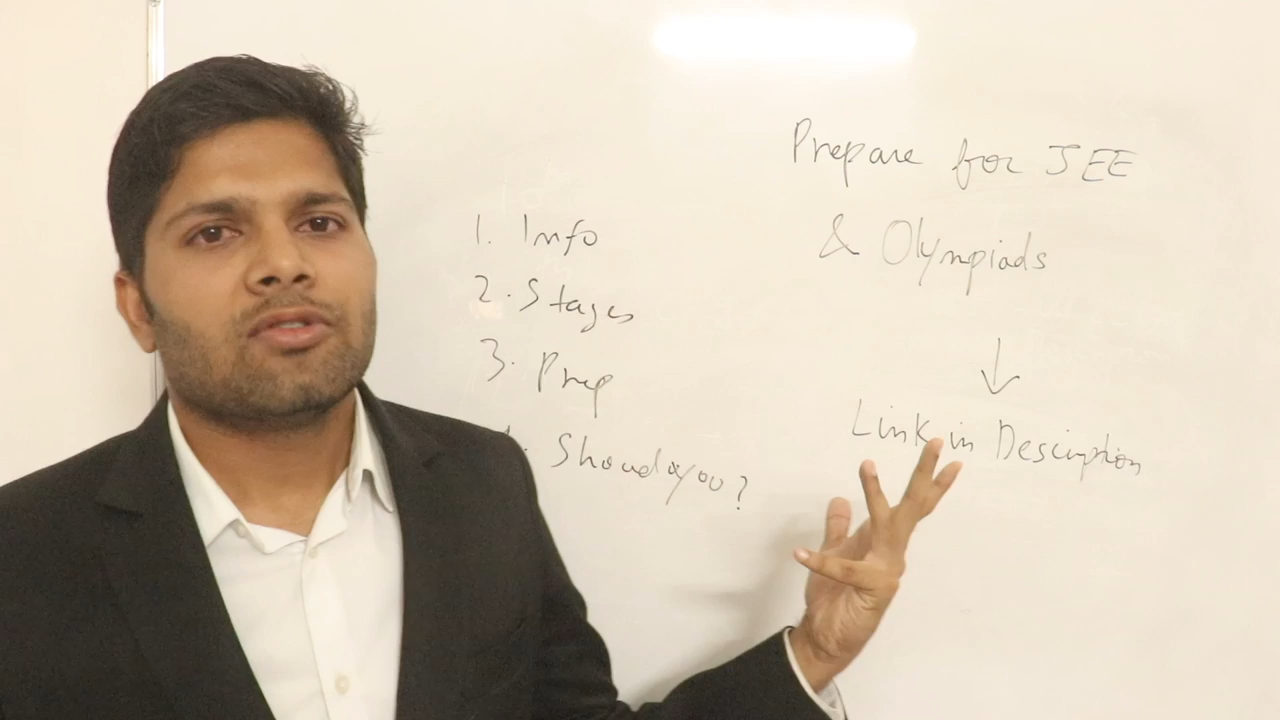 1. Info
2. Stages
3. Prep
4. Should you?
Prepare for JEE
& Olympiads
↓
Link in Description